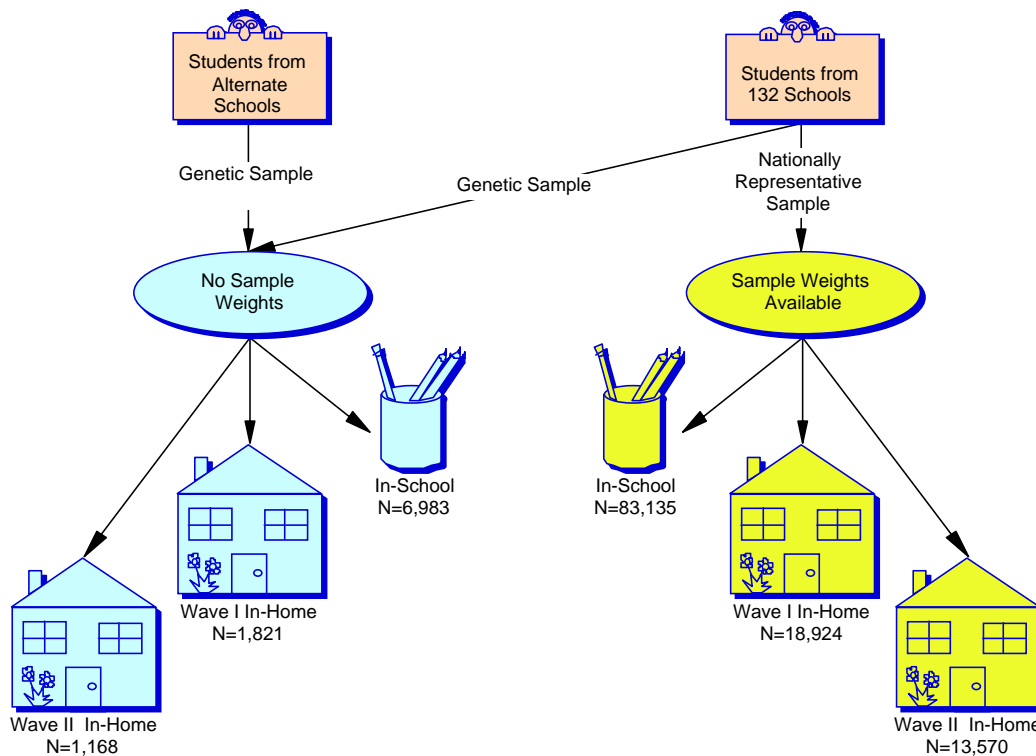 Students from
Alternate
Schools
Students from
132 Schools
Genetic Sample
Genetic Sample
Nationally
Representative
Sample
No Sample
Weights
Sample Weights
Available
In-School
N=6,983
In-School
N=83,135
Wave I In-Home
N=1,821
Wave I In-Home
N=18,924
Wave II  In-Home
N=1,168
Wave II  In-Home
N=13,570